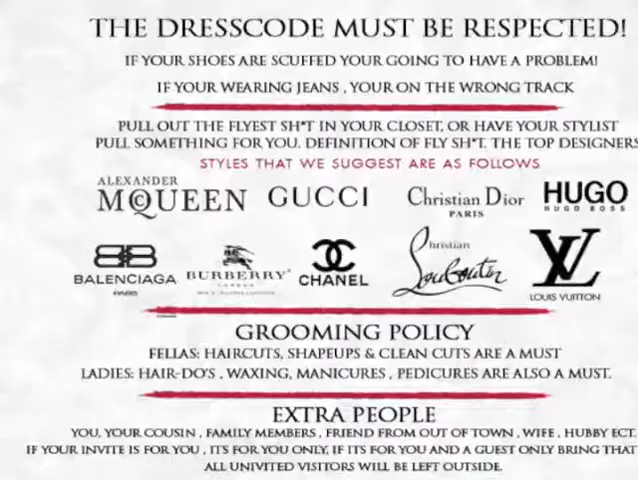 THE DRESSCODE MUST BE RESPECTED!
IF YOUR SHOES ARE SCUFFED YOUR GOING TO HAVE A PROBLEM!
IF YOUR WEARING JEANS , YOUR ON THE WRONG TRACK
PULL OUT THE FLYEST SH*T IN YOUR CLOSET, OR HAVE YOUR STYLIST
PULL SOMETHING FOR YOU. DEFINITION OF FLY SH*T. THE TOP DESIGNERS
STYLES THAT WE SUGGEST ARE AS FOLLOWS
ALEXANDER
McQUEEN GUCCI Christian Dior HUGO
PARIS HUGO BOSS
BALENCIAGA BURBERRY CHANEL Christian Louboutin LV
LONDON LOUIS VUITTON
PARIS
GROOMING POLICY
FELLAS: HAIRCUTS, SHAPEUPS & CLEAN CUTS ARE A MUST
LADIES: HAIR-DO'S , WAXING, MANICURES , PEDICURES ARE ALSO A MUST.
EXTRA PEOPLE
YOU, YOUR COUSIN , FAMILY MEMBERS , FRIEND FROM OUT OF TOWN , WIFE , HUBBY ECT.
IF YOUR INVITE IS FOR YOU , ITS FOR YOU ONLY, IF ITS FOR YOU AND A GUEST ONLY BRING THAT
ALL UNIVITED VISITORS WILL BE LEFT OUTSIDE.